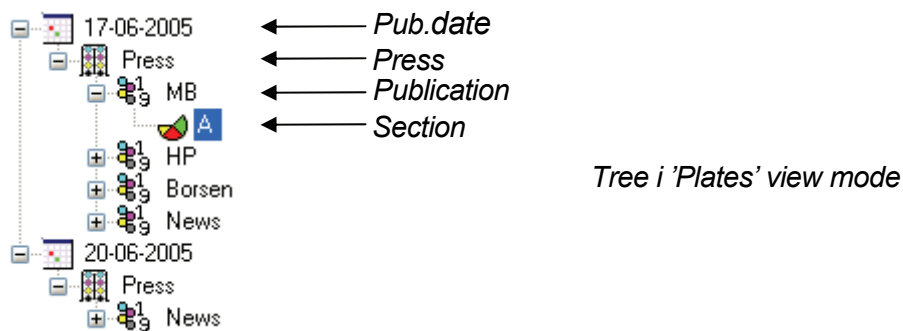 17-06-2005 Pub.date
Press Press
MB Publication
A Section
HP
Tree i 'Plates' view mode
Borsen
News
20-06-2005
Press
News